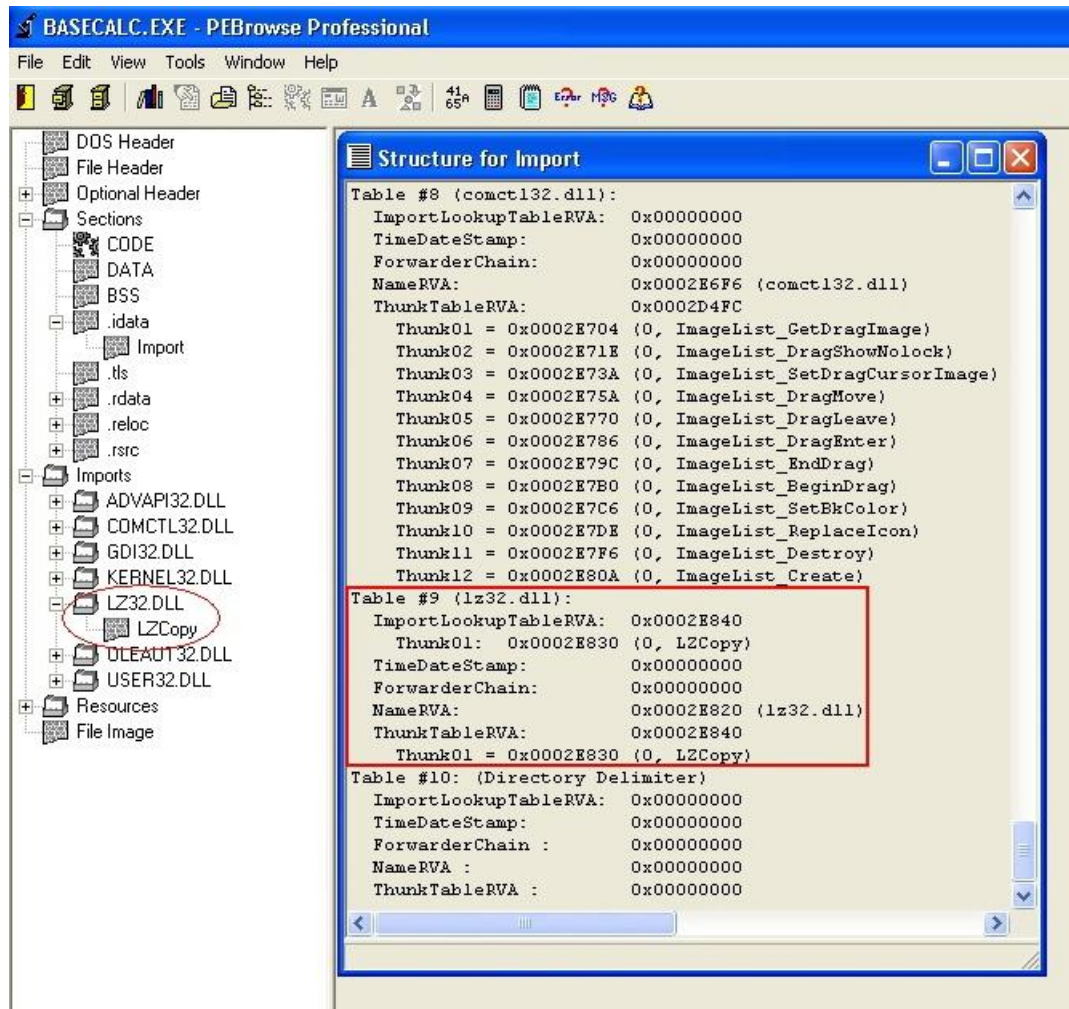 BASECALC.EXE - PEBrowse Professional
File Edit View Tools Window Help
DOS Header
File Header
Optional Header
Sections
CODE
DATA
BSS
.idata
Import
.tls
.rdata
.reloc
.rsrc
Imports
ADVAPI32.DLL
COMCTL32.DLL
GDI32.DLL
KERNEL32.DLL
LZ32.DLL
LZCopy
OLEAUT32.DLL
USER32.DLL
Resources
File Image
Structure for Import
Table #8 (comctl32.dll):
ImportLookupTableRVA: 0x00000000
TimeDateStamp: 0x00000000
ForwarderChain: 0x00000000
NameRVA: 0x0002E6F6 (comctl32.dll)
ThunkTableRVA: 0x0002D4FC
Thunk01 = 0x0002E704 (0, ImageList_GetDragImage)
Thunk02 = 0x0002E71E (0, ImageList_DragShowNolock)
Thunk03 = 0x0002E73A (0, ImageList_SetDragCursorImage)
Thunk04 = 0x0002E75A (0, ImageList_DragMove)
Thunk05 = 0x0002E770 (0, ImageList_DragLeave)
Thunk06 = 0x0002E786 (0, ImageList_DragEnter)
Thunk07 = 0x0002E79C (0, ImageList_EndDrag)
Thunk08 = 0x0002E7B0 (0, ImageList_BeginDrag)
Thunk09 = 0x0002E7C6 (0, ImageList_SetBkColor)
Thunk10 = 0x0002E7DE (0, ImageList_ReplaceIcon)
Thunk11 = 0x0002E7F6 (0, ImageList_Destroy)
Thunk12 = 0x0002E80A (0, ImageList_Create)
Table #9 (lz32.dll):
ImportLookupTableRVA: 0x0002E840
Thunk01: 0x0002E830 (0, LZCopy)
TimeDateStamp: 0x00000000
ForwarderChain: 0x00000000
NameRVA: 0x0002E820 (lz32.dll)
ThunkTableRVA: 0x0002E840
Thunk01 = 0x0002E830 (0, LZCopy)
Table #10: (Directory Delimiter)
ImportLookupTableRVA: 0x00000000
TimeDateStamp: 0x00000000
ForwarderChain : 0x00000000
NameRVA : 0x00000000
ThunkTableRVA : 0x00000000